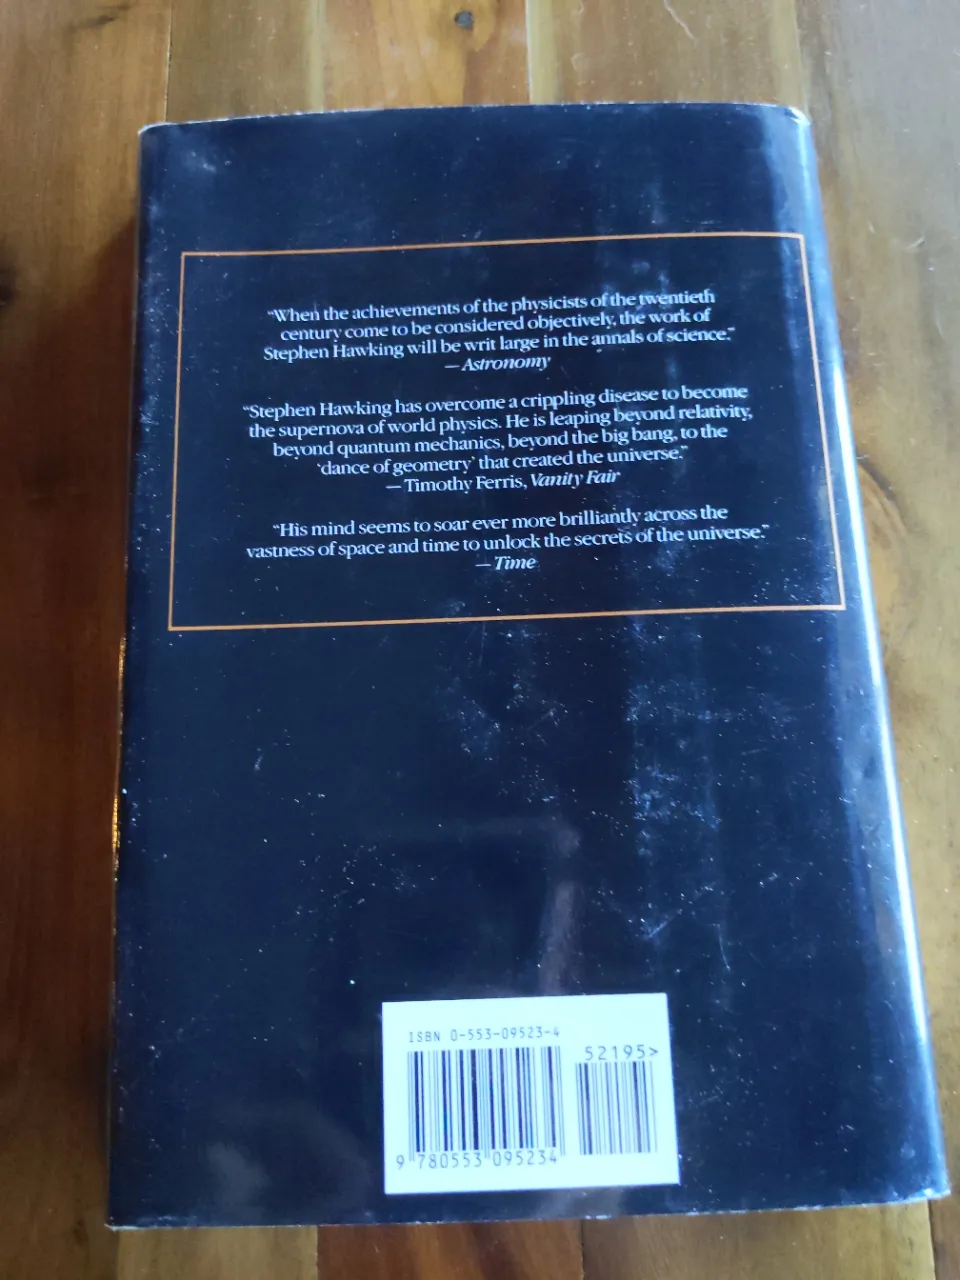 “When the achievements of the physicists of the twentieth
century come to be considered objectively, the work of
Stephen Hawking will be writ large in the annals of science.”
—Astronomy
“Stephen Hawking has overcome a crippling disease to become
the supernova of world physics. He is leaping beyond relativity,
beyond quantum mechanics, beyond the big bang, to the
‘dance of geometry’ that created the universe.”
—Timothy Ferris, Vanity Fair
“His mind seems to soar ever more brilliantly across the
vastness of space and time to unlock the secrets of the universe.”
—Time
ISBN 0-553-09523-4
52195>
9 780553 095234